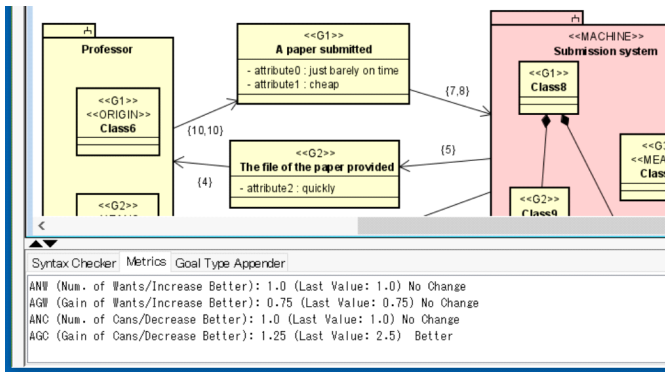 Professor
<<G1>>
<<ORIGIN>>
Class6
<<G2>>
<<G1>>
A paper submitted
- attribute0 : just barely on time
- attribute1 : cheap
{10,10}
{7,8}
<<G2>>
The file of the paper provided
- attribute2 : quickly
{4}
{5}
<<MACHINE>>
Submission system
<<G1>>
Class8
<<G2>>
Class9
Syntax Checker Metrics Goal Type Appender
ANW (Num. of Wants/Increase Better): 1.0 (Last Value: 1.0) No Change
AGW (Gain of Wants/Increase Better): 0.75 (Last Value: 0.75) No Change
ANC (Num. of Cans/Decrease Better): 1.0 (Last Value: 1.0) No Change
AGC (Gain of Cans/Decrease Better): 1.25 (Last Value: 2.5) Better